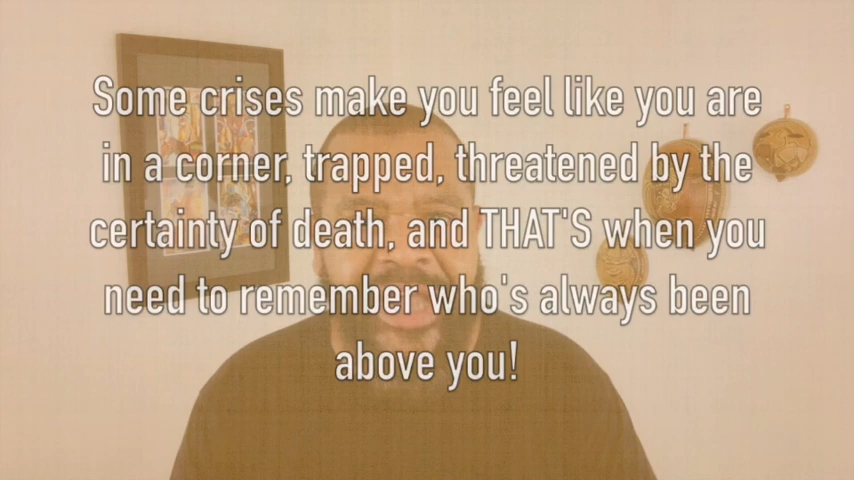 Some crises make you feel like you are
in a corner, trapped, threatened by the
certainty of death, and THAT'S when you
need to remember who's always been
above you!